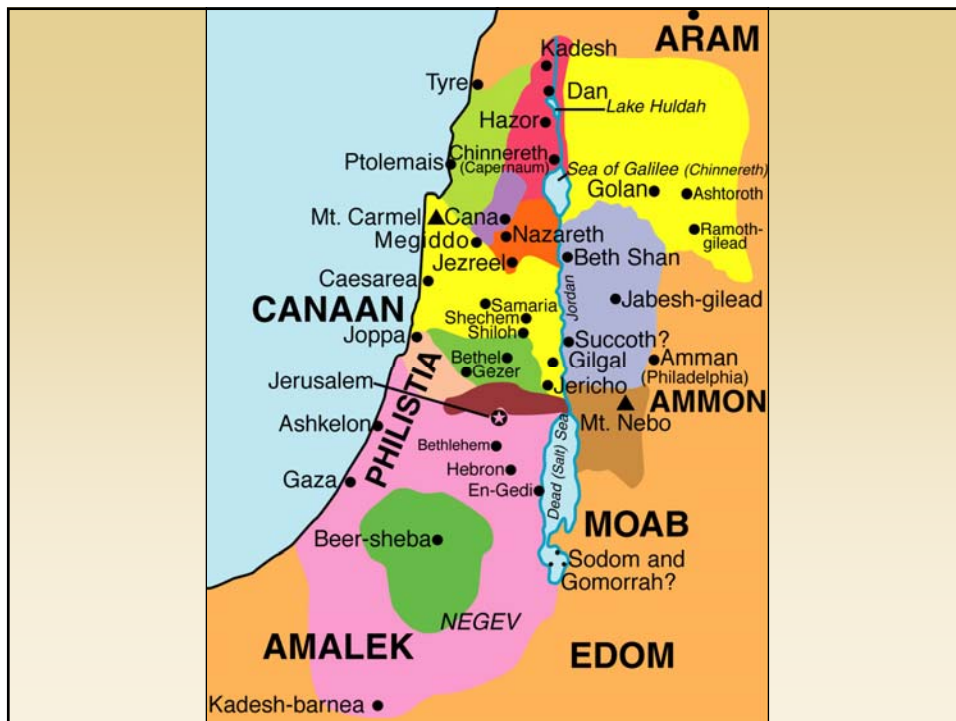 ARAM
Kadesh
Tyre
Dan
Lake Huldah
Hazor
Ptolemais
Chinnereth
(Capernaum)
Sea of Galilee (Chinnereth)
Golan
Ashtoroth
Mt. Carmel
Cana
Ramoth-
gilead
Megiddo
Nazareth
Jezreel
Beth Shan
Caesarea
CANAAN
Samaria
Jordan
Jabesh-gilead
Shechem
Shiloh
Joppa
Succoth?
Bethel
Gilgal
Amman
(Philadelphia)
Gezer
Jerusalem
Jericho
AMMON
PHILISTIA
Mt. Nebo
Ashkelon
Bethlehem
Dead (Salt) Sea
Hebron
Gaza
En-Gedi
MOAB
Beer-sheba
Sodom and
Gomorrah?
NEGEV
AMALEK
EDOM
Kadesh-barnea